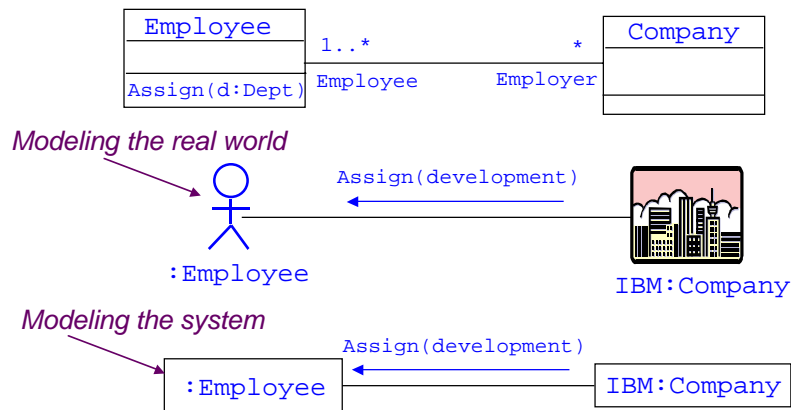 Employee
Company
1..*
*
Assign(d:Dept)
Employee
Employer
Modeling the real world
Assign(development)
:Employee
IBM:Company
Modeling the system
Assign(development)
:Employee
IBM:Company